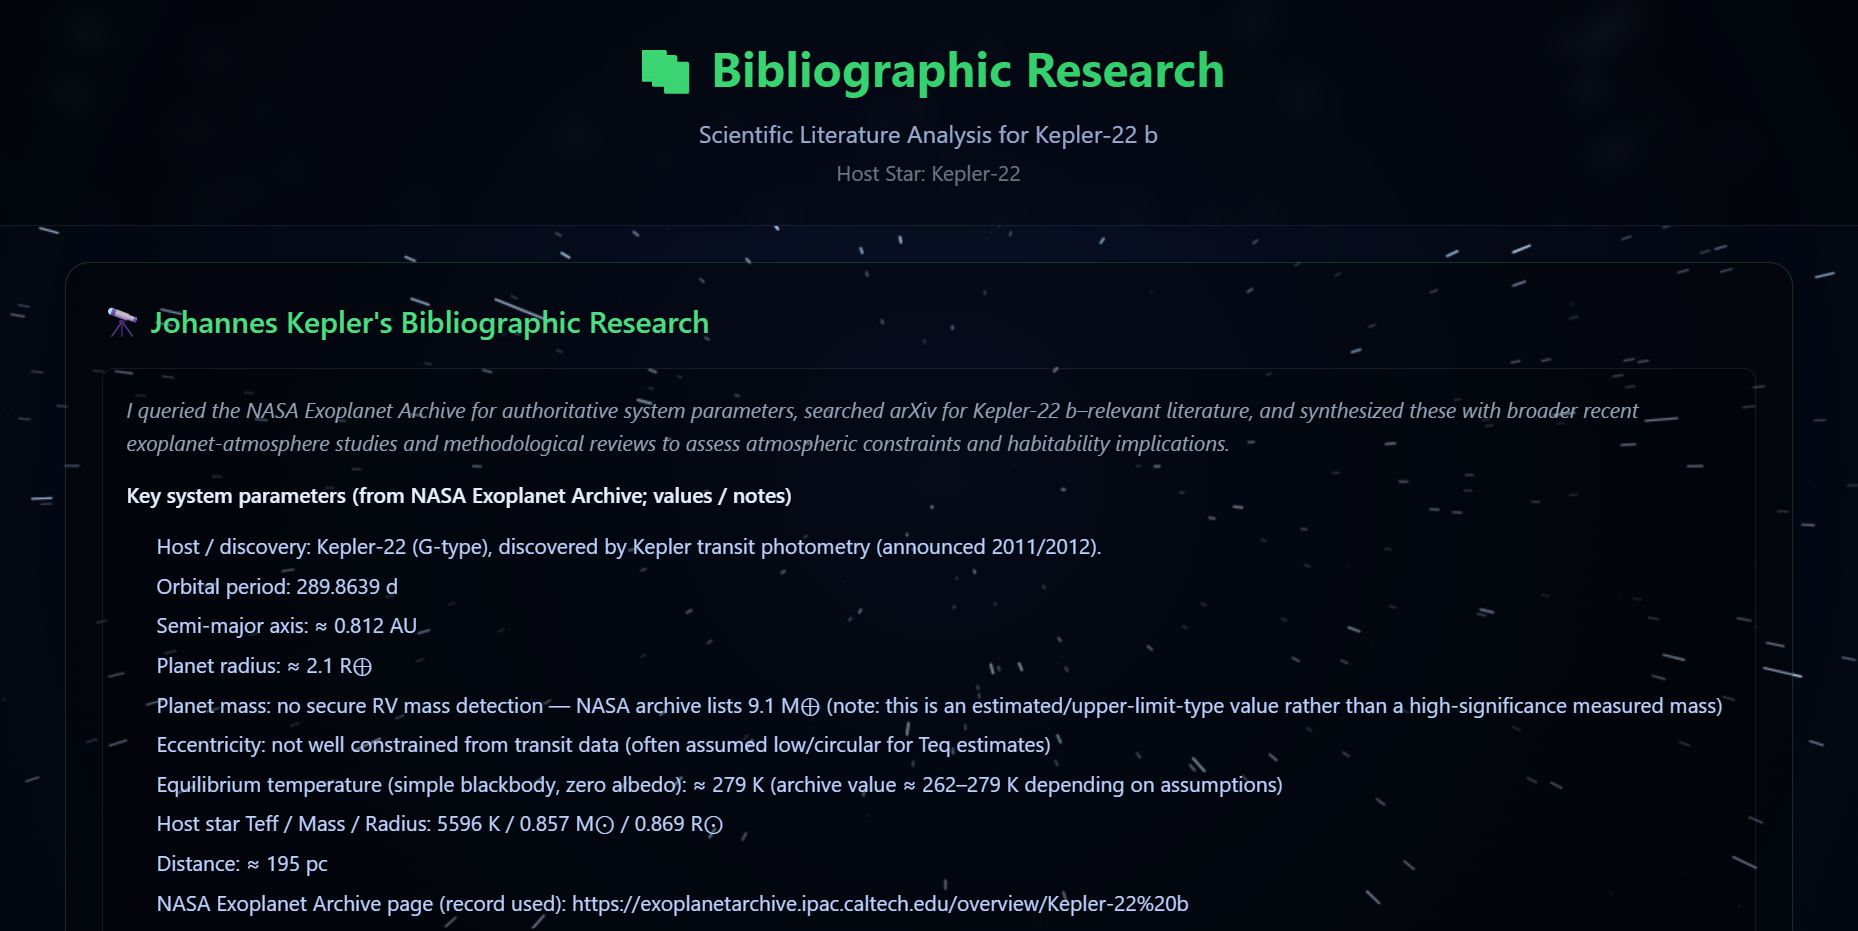 Bibliographic Research
Scientific Literature Analysis for Kepler-22 b
Host Star: Kepler-22
Johannes Kepler's Bibliographic Research
I queried the NASA Exoplanet Archive for authoritative system parameters, searched arXiv for Kepler-22 b–relevant literature, and synthesized these with broader recent
exoplanet-atmosphere studies and methodological reviews to assess atmospheric constraints and habitability implications.
Key system parameters (from NASA Exoplanet Archive; values / notes)
Host / discovery: Kepler-22 (G-type), discovered by Kepler transit photometry (announced 2011/2012).
Orbital period: 289.8639 d
Semi-major axis: ≈ 0.812 AU
Planet radius: ≈ 2.1 R⨁
Planet mass: no secure RV mass detection — NASA archive lists 9.1 M⨁ (note: this is an estimated/upper-limit-type value rather than a high-significance measured mass)
Eccentricity: not well constrained from transit data (often assumed low/circular for Teq estimates)
Equilibrium temperature (simple blackbody, zero albedo): ≈ 279 K (archive value ≈ 262–279 K depending on assumptions)
Host star Teff / Mass / Radius: 5596 K / 0.857 M⨀ / 0.869 R⨀
Distance: ≈ 195 pc
NASA Exoplanet Archive page (record used): https://exoplanetarchive.ipac.caltech.edu/overview/Kepler-22%20b